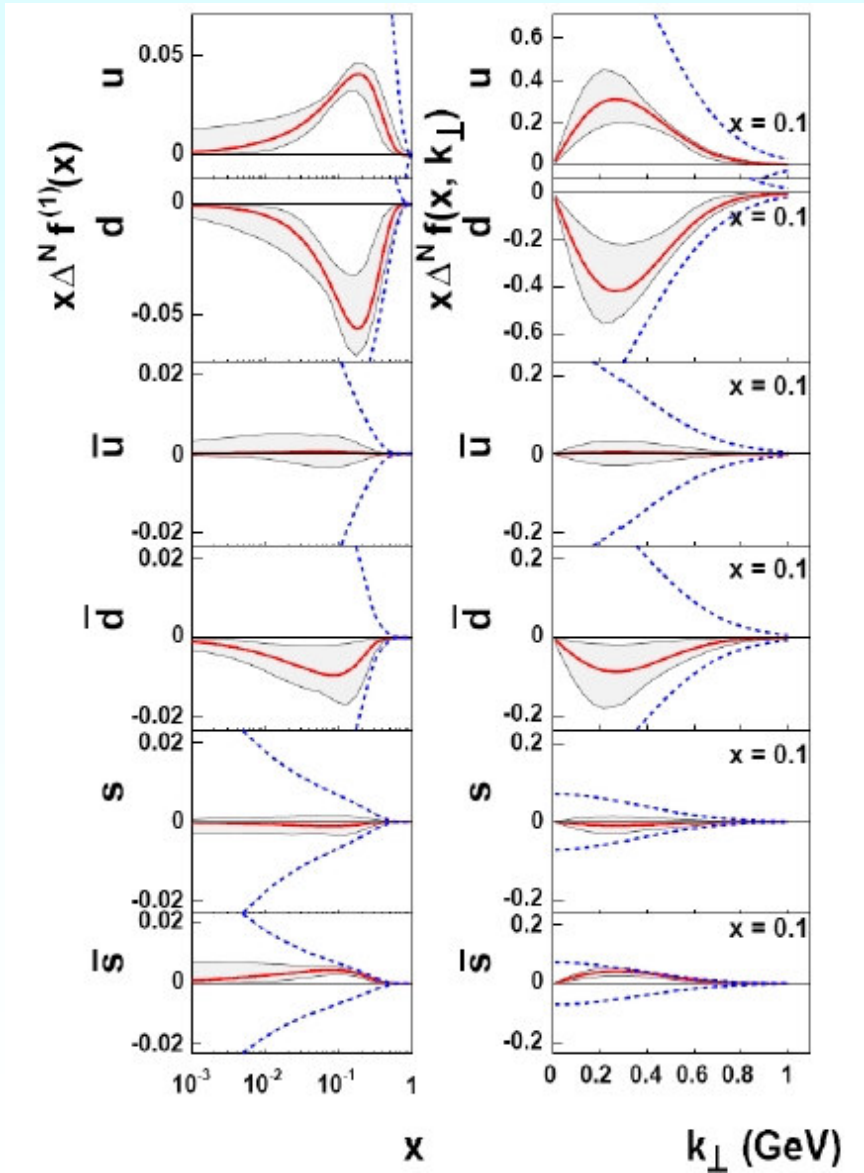 x Δ^N f^(1)(x)
u
0.05
0
d
0
-0.05
u̅
0.02
0
-0.02
d̅
0.02
0
-0.02
s
0.02
0
-0.02
s̅
0.02
0
-0.02
10^-3 10^-2 10^-1 1
x
x Δ^N f(x, k_⊥)
u
0.6
0.4
0.2
0
x = 0.1
d
0
-0.2
-0.4
-0.6
x = 0.1
u̅
0.2
0
-0.2
x = 0.1
d̅
0.2
0
-0.2
x = 0.1
s
0.2
0
-0.2
x = 0.1
s̅
0.2
0
-0.2
x = 0.1
0 0.2 0.4 0.6 0.8 1
k_⊥ (GeV)